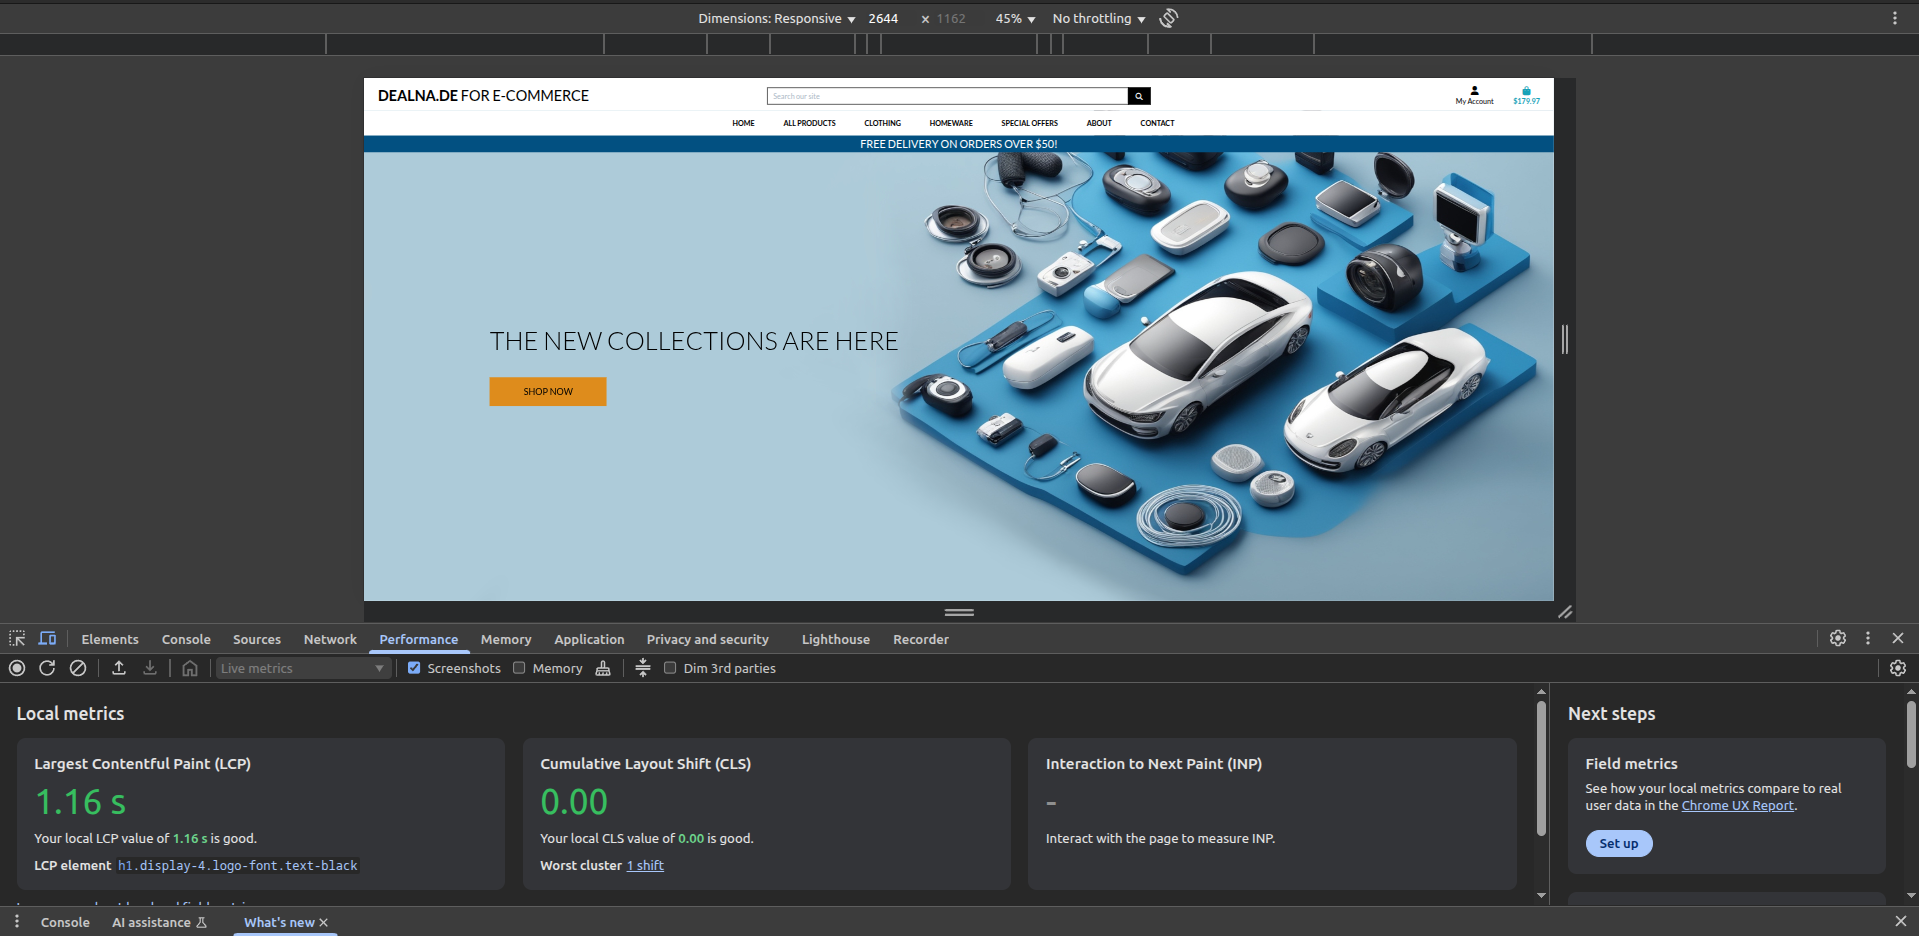 Dimensions: Responsive 2644 x 1162 45% No throttling
DEALNA.DE FOR E-COMMERCE
Search our site
My Account
$179.97
HOME ALL PRODUCTS CLOTHING HOMEWARE SPECIAL OFFERS ABOUT CONTACT
FREE DELIVERY ON ORDERS OVER $50!
THE NEW COLLECTIONS ARE HERE
SHOP NOW
Elements Console Sources Network Performance Memory Application Privacy and security Lighthouse Recorder
Live metrics Screenshots Memory Dim 3rd parties
Local metrics
Largest Contentful Paint (LCP)
1.16 s
Your local LCP value of 1.16 s is good.
LCP element h1.display-4.logo-font.text-black
Cumulative Layout Shift (CLS)
0.00
Your local CLS value of 0.00 is good.
Worst cluster 1 shift
Interaction to Next Paint (INP)
-
Interact with the page to measure INP.
Next steps
Field metrics
See how your local metrics compare to real
user data in the Chrome UX Report.
Set up
Console AI assistance What's new